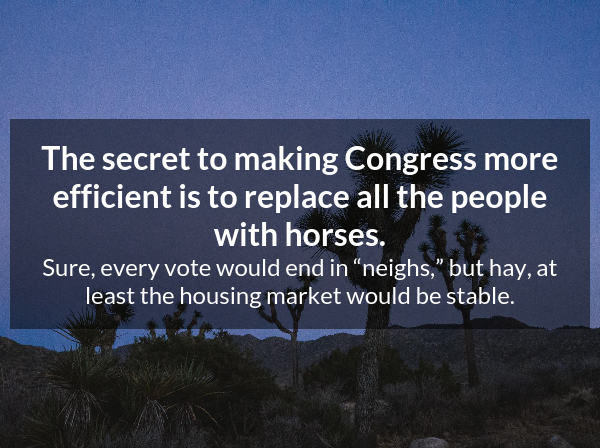 The secret to making Congress more
efficient is to replace all the people
with horses.
Sure, every vote would end in “neighs,” but hay, at
least the housing market would be stable.